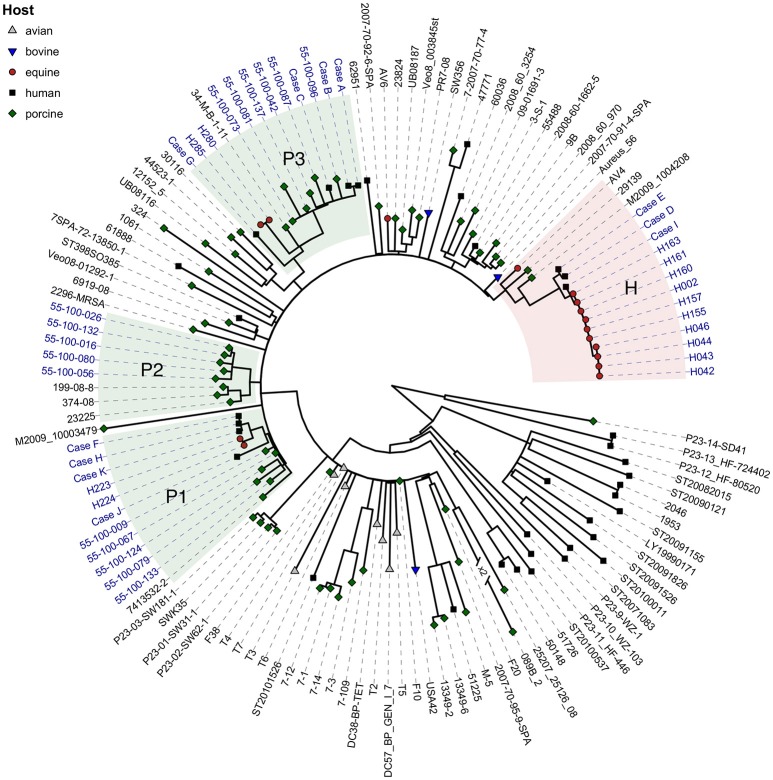 Host
avian
bovine
equine
human
porcine
P3
H
P2
P1
x2
Case G
H285
H280
34-M-B-1-11
55-100-073
55-100-081
55-100-137
55-100-042
55-100-087
Case C
55-100-096
Case B
Case A
62951
2007-70-92-6-SPA
AV6
23824
UB08187
Veo8_003845st
PR7-08
SW356
7-2007-70-77-4
47771
60036
2008_60_3254
09-01691-3
3-S-1
55488
2008-60-1662-5
9B
2008_60_970
2007-70-91-4-SPA
Aureus_56
AV4
29139
M2009_1004208
Case E
Case D
Case I
H163
H161
H160
H002
H157
H155
H046
H044
H043
H042
P23-14-SD41
P23-13_HF-724402
P23-12_HF-80520
ST20082015
ST20090121
2046
1953
ST20091155
LY19990171
ST20091826
ST20091526
ST20100011
ST20071083
P23-9-WZ-1
P23-10_WZ-103
P23-11_HF-446
ST20100537
51726
50148
25207_25126_08
089B_2
F20
2007-70-95-9-SPA
M-5
51225
13349-6
13349-2
USA42
F10
T5
DC57_BP_GEN_I_7
T2
DC38-BP-TET
7-109
7-3
7-14
7-1
7-12
ST20101526
T6
T3
T7
T4
F38
P23-02-SW62-1
P23-01-SW31-1
SWK35
P23-03-SW181-1
7413532-2
55-100-133
55-100-079
55-100-124
55-100-067
55-100-009
Case J
H224
H223
Case K
Case H
Case F
M2009_10003479
23225
374-08
199-08-8
55-100-056
55-100-080
55-100-016
55-100-132
55-100-026
2296-MRSA
6919-08
Veo08-01292-1
ST398SO385
7SPA-72-13850-1
61888
1061
324
UB08116
12152_5
44523-1
30116